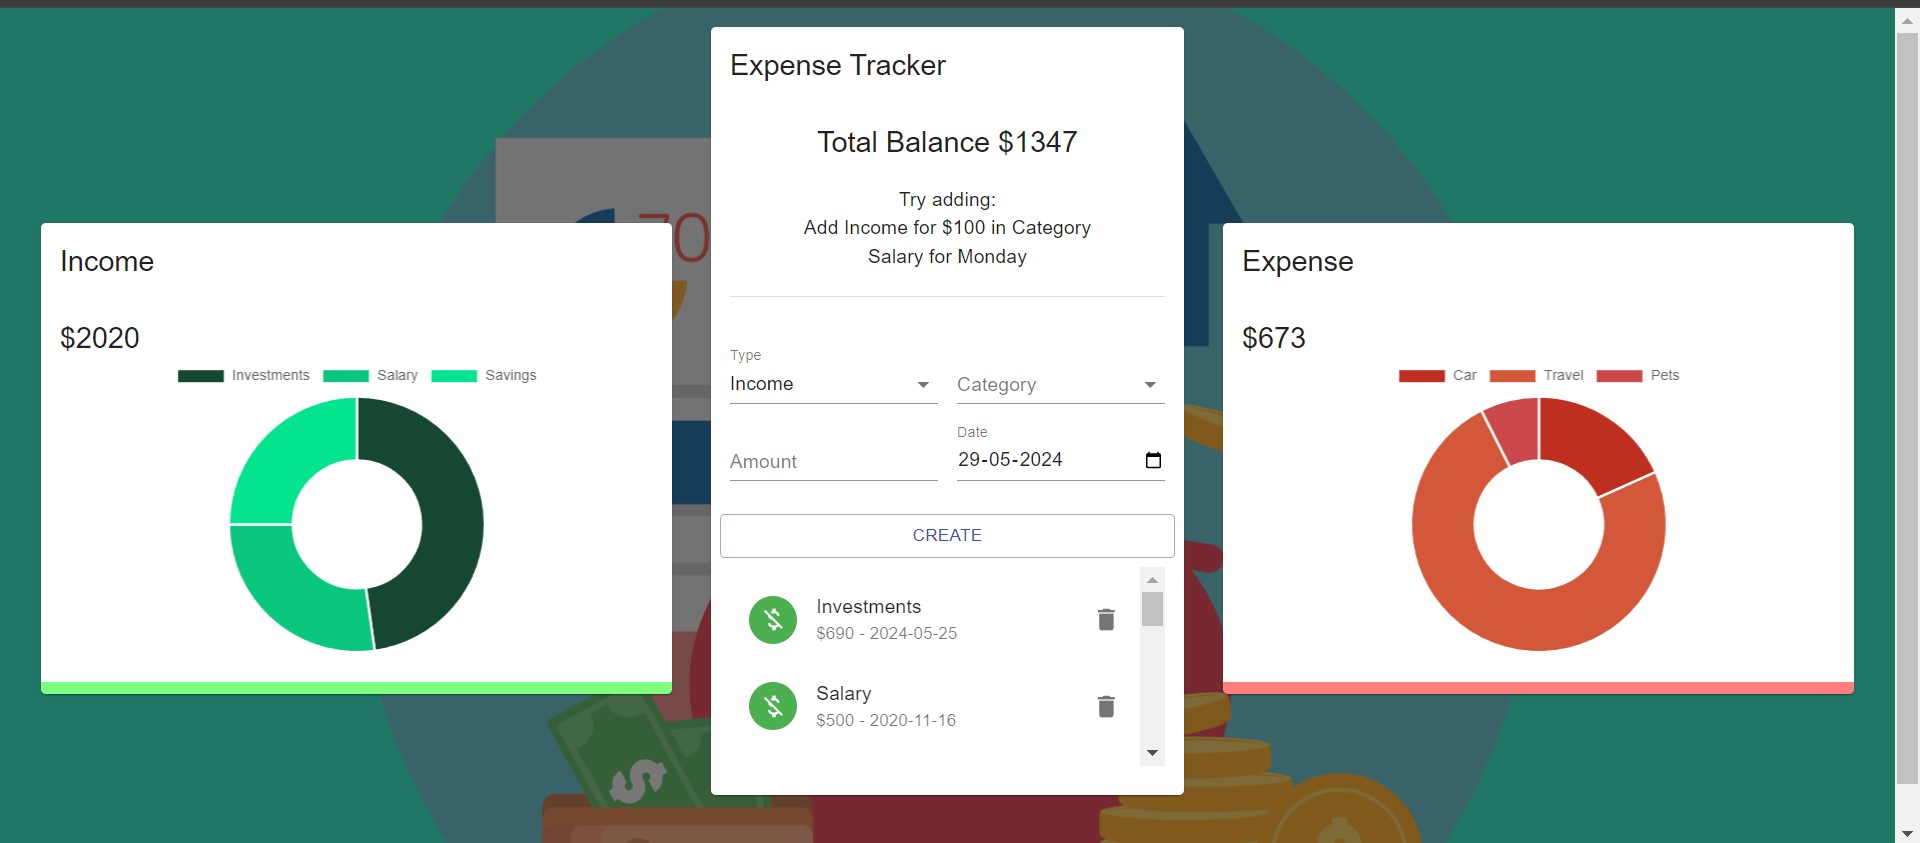 Expense Tracker
Total Balance $1347
Try adding:
Add Income for $100 in Category
Salary for Monday
Type
Income
Category
Amount
Date
29-05-2024
CREATE
Investments
$690 - 2024-05-25
Salary
$500 - 2020-11-16
Income
$2020
Investments Salary Savings
Expense
$673
Car Travel Pets
70
$